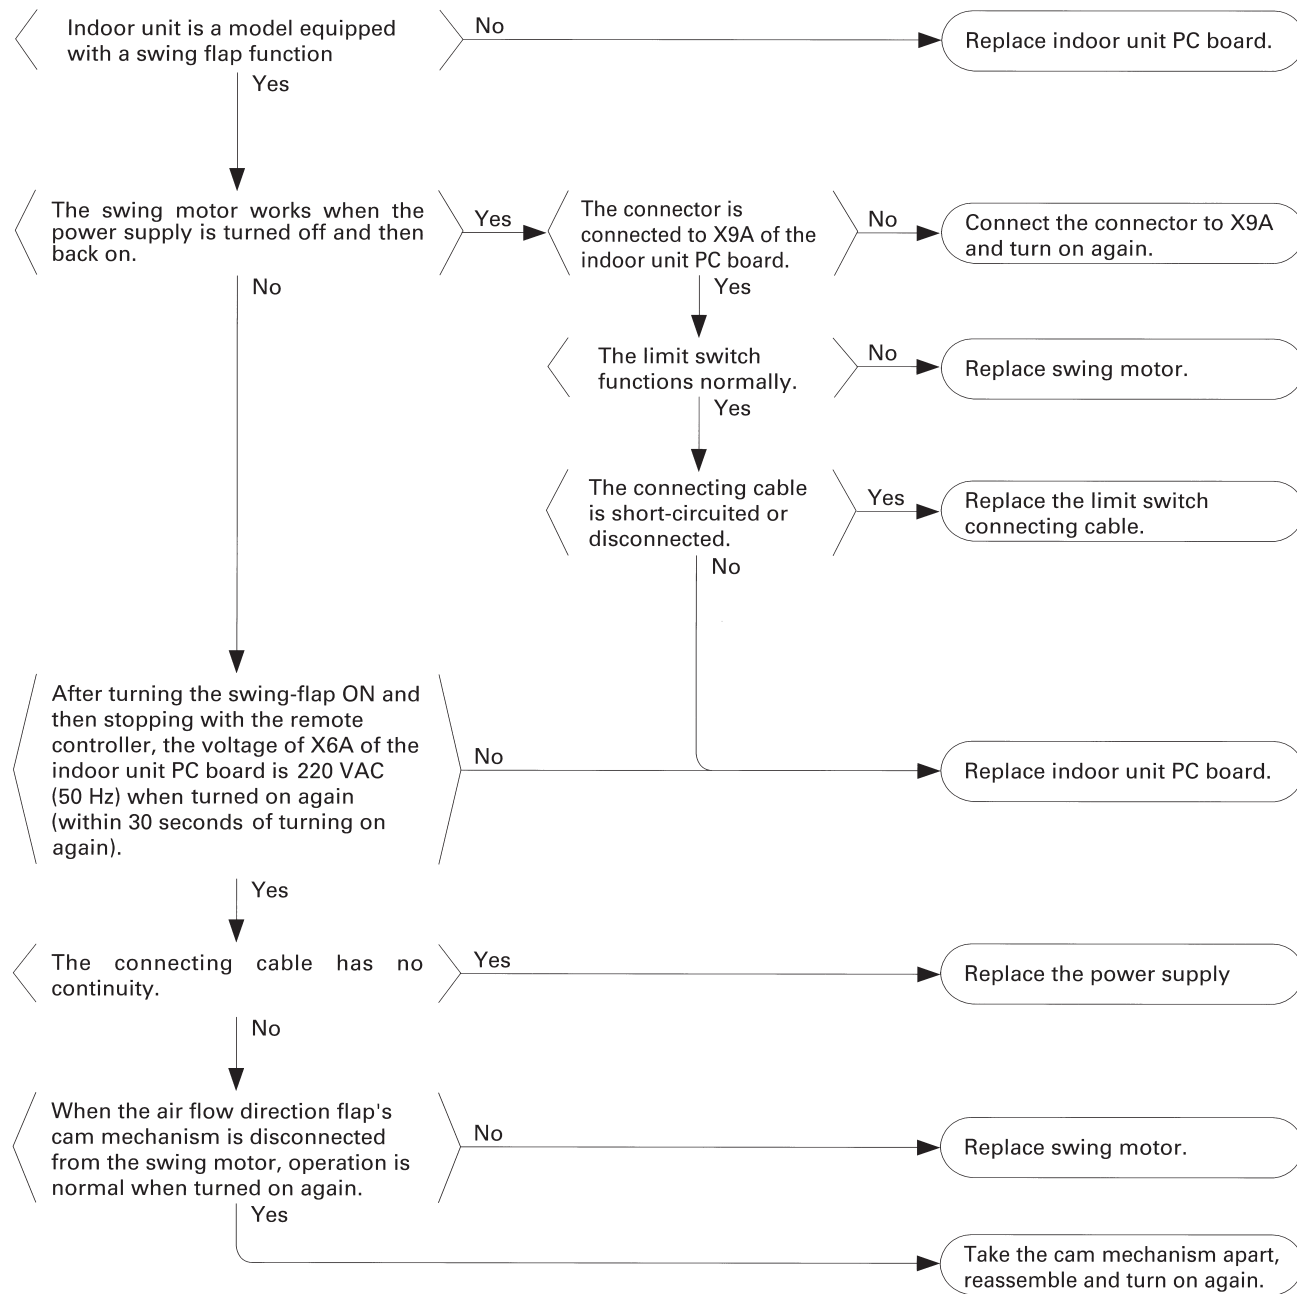 Indoor unit is a model equipped
with a swing flap function
No
Replace indoor unit PC board.
Yes
The swing motor works when the
power supply is turned off and then
back on.
Yes
The connector is
connected to X9A of the
indoor unit PC board.
No
Connect the connector to X9A
and turn on again.
No
Yes
The limit switch
functions normally.
No
Replace swing motor.
Yes
The connecting cable
is short-circuited or
disconnected.
Yes
Replace the limit switch
connecting cable.
No
After turning the swing-flap ON and
then stopping with the remote
controller, the voltage of X6A of the
indoor unit PC board is 220 VAC
(50 Hz) when turned on again
(within 30 seconds of turning on
again).
No
Replace indoor unit PC board.
Yes
The connecting cable has no
continuity.
Yes
Replace the power supply
No
When the air flow direction flap's
cam mechanism is disconnected
from the swing motor, operation is
normal when turned on again.
No
Replace swing motor.
Yes
Take the cam mechanism apart,
reassemble and turn on again.